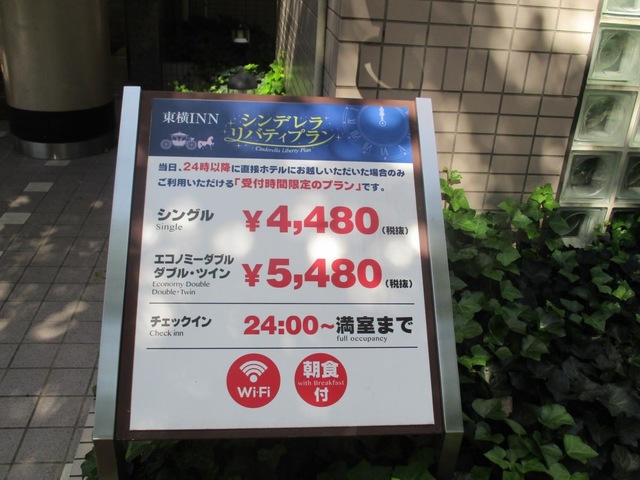 東横INN
シンデレラ
リバティプラン
Cinderella Liberty Plan
当日、24時以降に直接ホテルにお越しいただいた場合のみ
ご利用いただける「受付時間限定のプラン」です。
シングル ¥4,480(税抜)
Single
エコノミーダブル
ダブル・ツイン ¥5,480(税抜)
Economy Double
Double・Twin
チェックイン 24:00~満室まで
Check inn full occupancy
Wi-Fi
朝食
with Breakfast
付